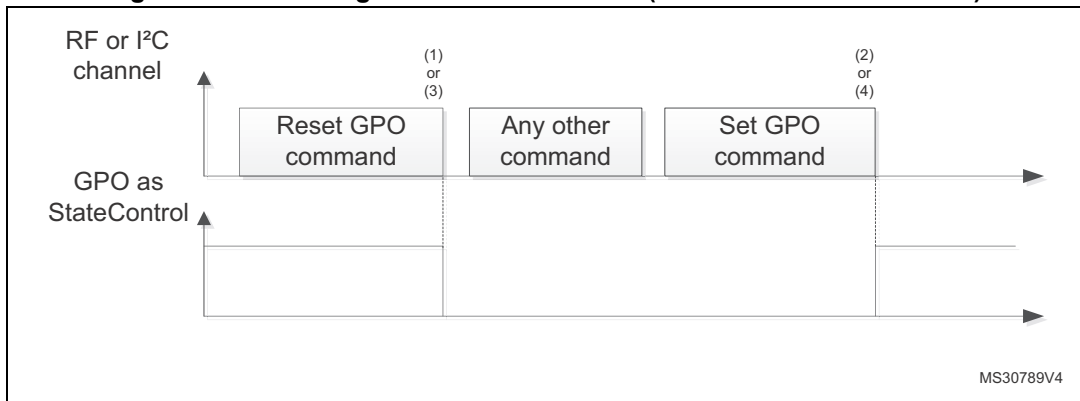 RF or I²C
channel
(1)
or
(3)
(2)
or
(4)
Reset GPO
command
Any other
command
Set GPO
command
GPO as
StateControl
MS30789V4